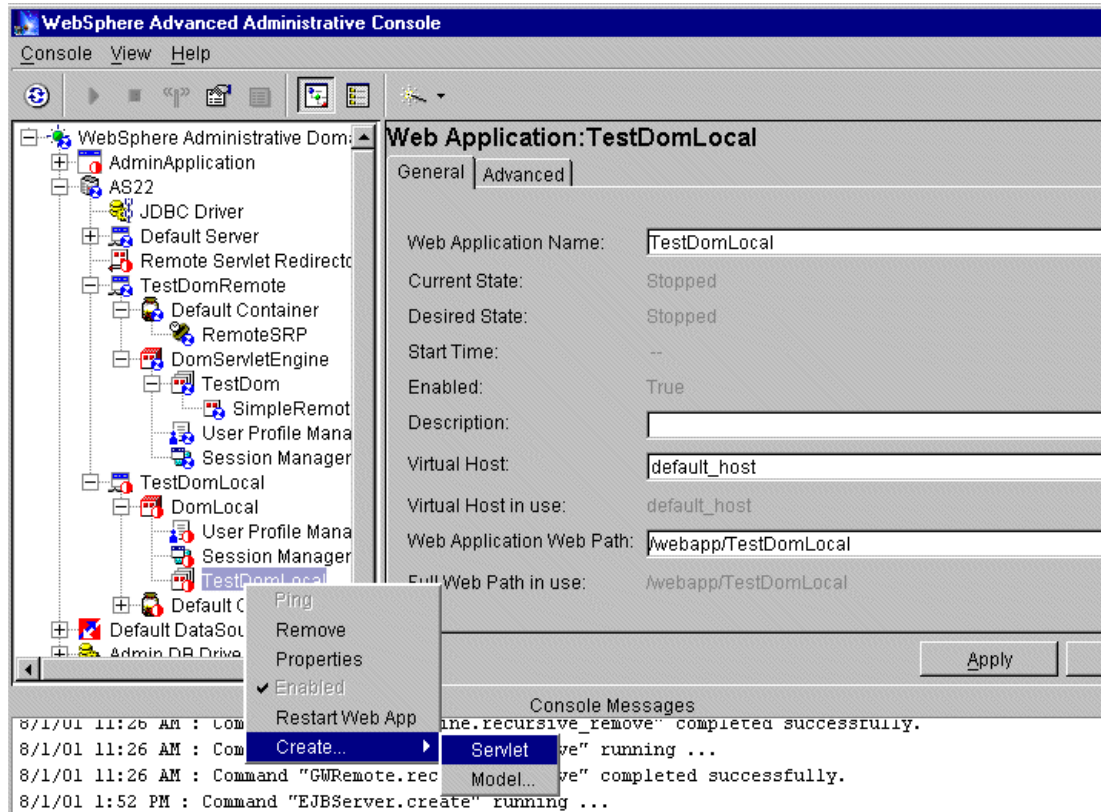 WebSphere Advanced Administrative Console
Console View Help
WebSphere Administrative Doma
AdminApplication
AS22
JDBC Driver
Default Server
Remote Servlet Redirecto
TestDomRemote
Default Container
RemoteSRP
DomServletEngine
TestDom
SimpleRemot
User Profile Mana
Session Manager
TestDomLocal
DomLocal
User Profile Mana
Session Manager
TestDomLocal
Default C
Default DataSou
Admin DB Drive
Web Application:TestDomLocal
General Advanced
Web Application Name: TestDomLocal
Current State: Stopped
Desired State: Stopped
Start Time: --
Enabled: True
Description:
Virtual Host: default_host
Virtual Host in use: default_host
Web Application Web Path: /webapp/TestDomLocal
Full Web Path in use: /webapp/TestDomLocal
Apply
Ping
Remove
Properties
Enabled
Restart Web App
Create...
Servlet
Model...
Console Messages
8/1/01 11:26 AM : Com ine.recursive_remove" completed successfully.
8/1/01 11:26 AM : Com ve" running ...
8/1/01 11:26 AM : Command "GWRemote.rec ve" completed successfully.
8/1/01 1:52 PM : Command "EJBServer.create" running ...